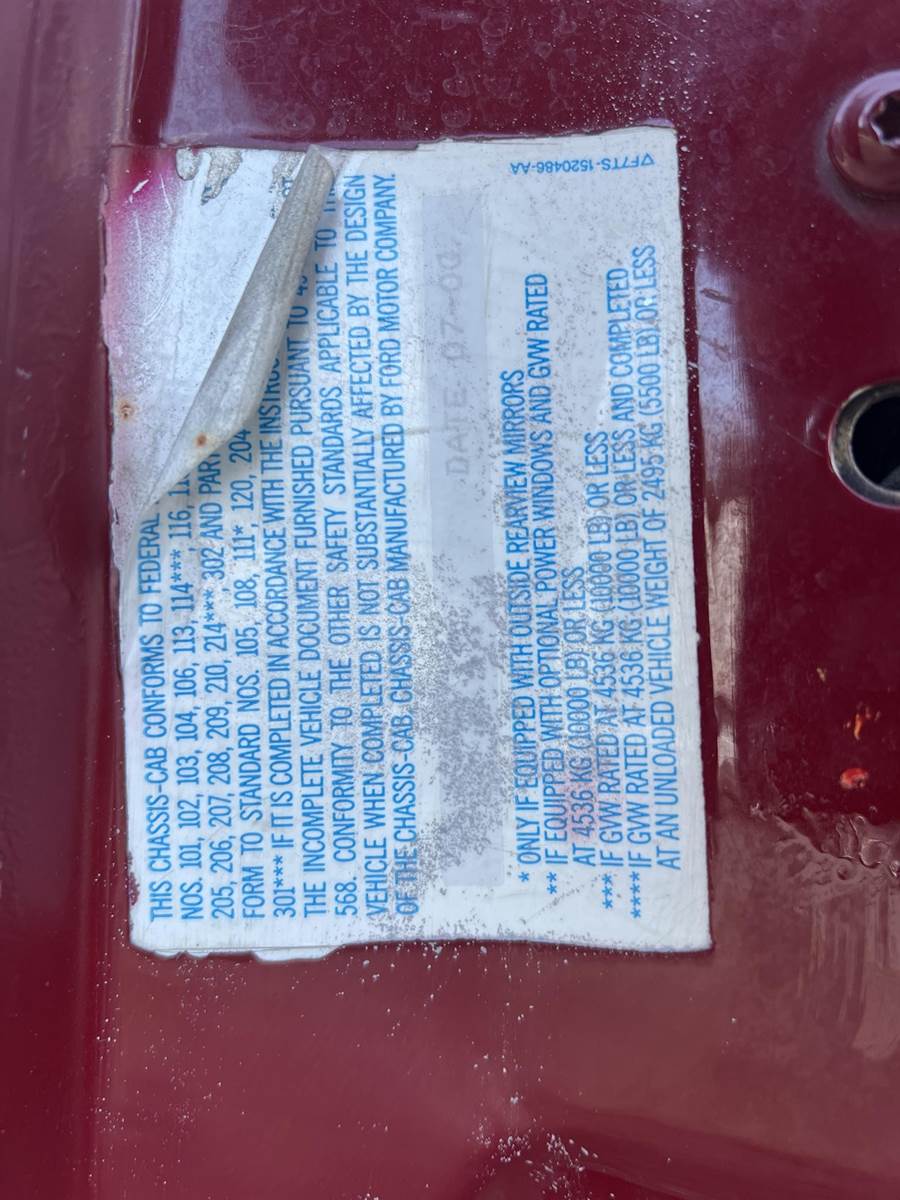 THIS CHASSIS-CAB CONFORMS TO FEDERAL
NOS. 101, 102, 103, 104, 106, 113, 114***, 116,
205, 206, 207, 208, 209, 210, 302 AND
FORM TO STANDARD NOS. 105, 108, 111*, 120, 204
301*** IF IT IS COMPLETED IN ACCORDANCE WITH THE
THE INCOMPLETE VEHICLE DOCUMENT FURNISHED PURSUANT TO
568. CONFORMITY TO THE OTHER SAFETY STANDARDS APPLICABLE TO
VEHICLE WHEN COMPLETED IS NOT SUBSTANTIALLY AFFECTED BY THE DESIGN
OF THE CHASSIS-CAB. CHASSIS-CAB MANUFACTURED BY FORD MOTOR COMPANY.
DATE
* ONLY IF EQUIPPED WITH OUTSIDE REARVIEW MIRRORS
** IF EQUIPPED WITH OPTIONAL POWER WINDOWS AND GVW RATED
AT 4536 KG (10000 LB) OR LESS
*** IF GVW RATED AT 4536 KG (10000 LB) OR LESS
**** IF GVW RATED AT 4536 KG (10000 LB) OR LESS AND COMPLETED
AT AN UNLOADED VEHICLE WEIGHT OF 2495 KG (5500 LB) OR LESS
▽F7TS-1520486-AA